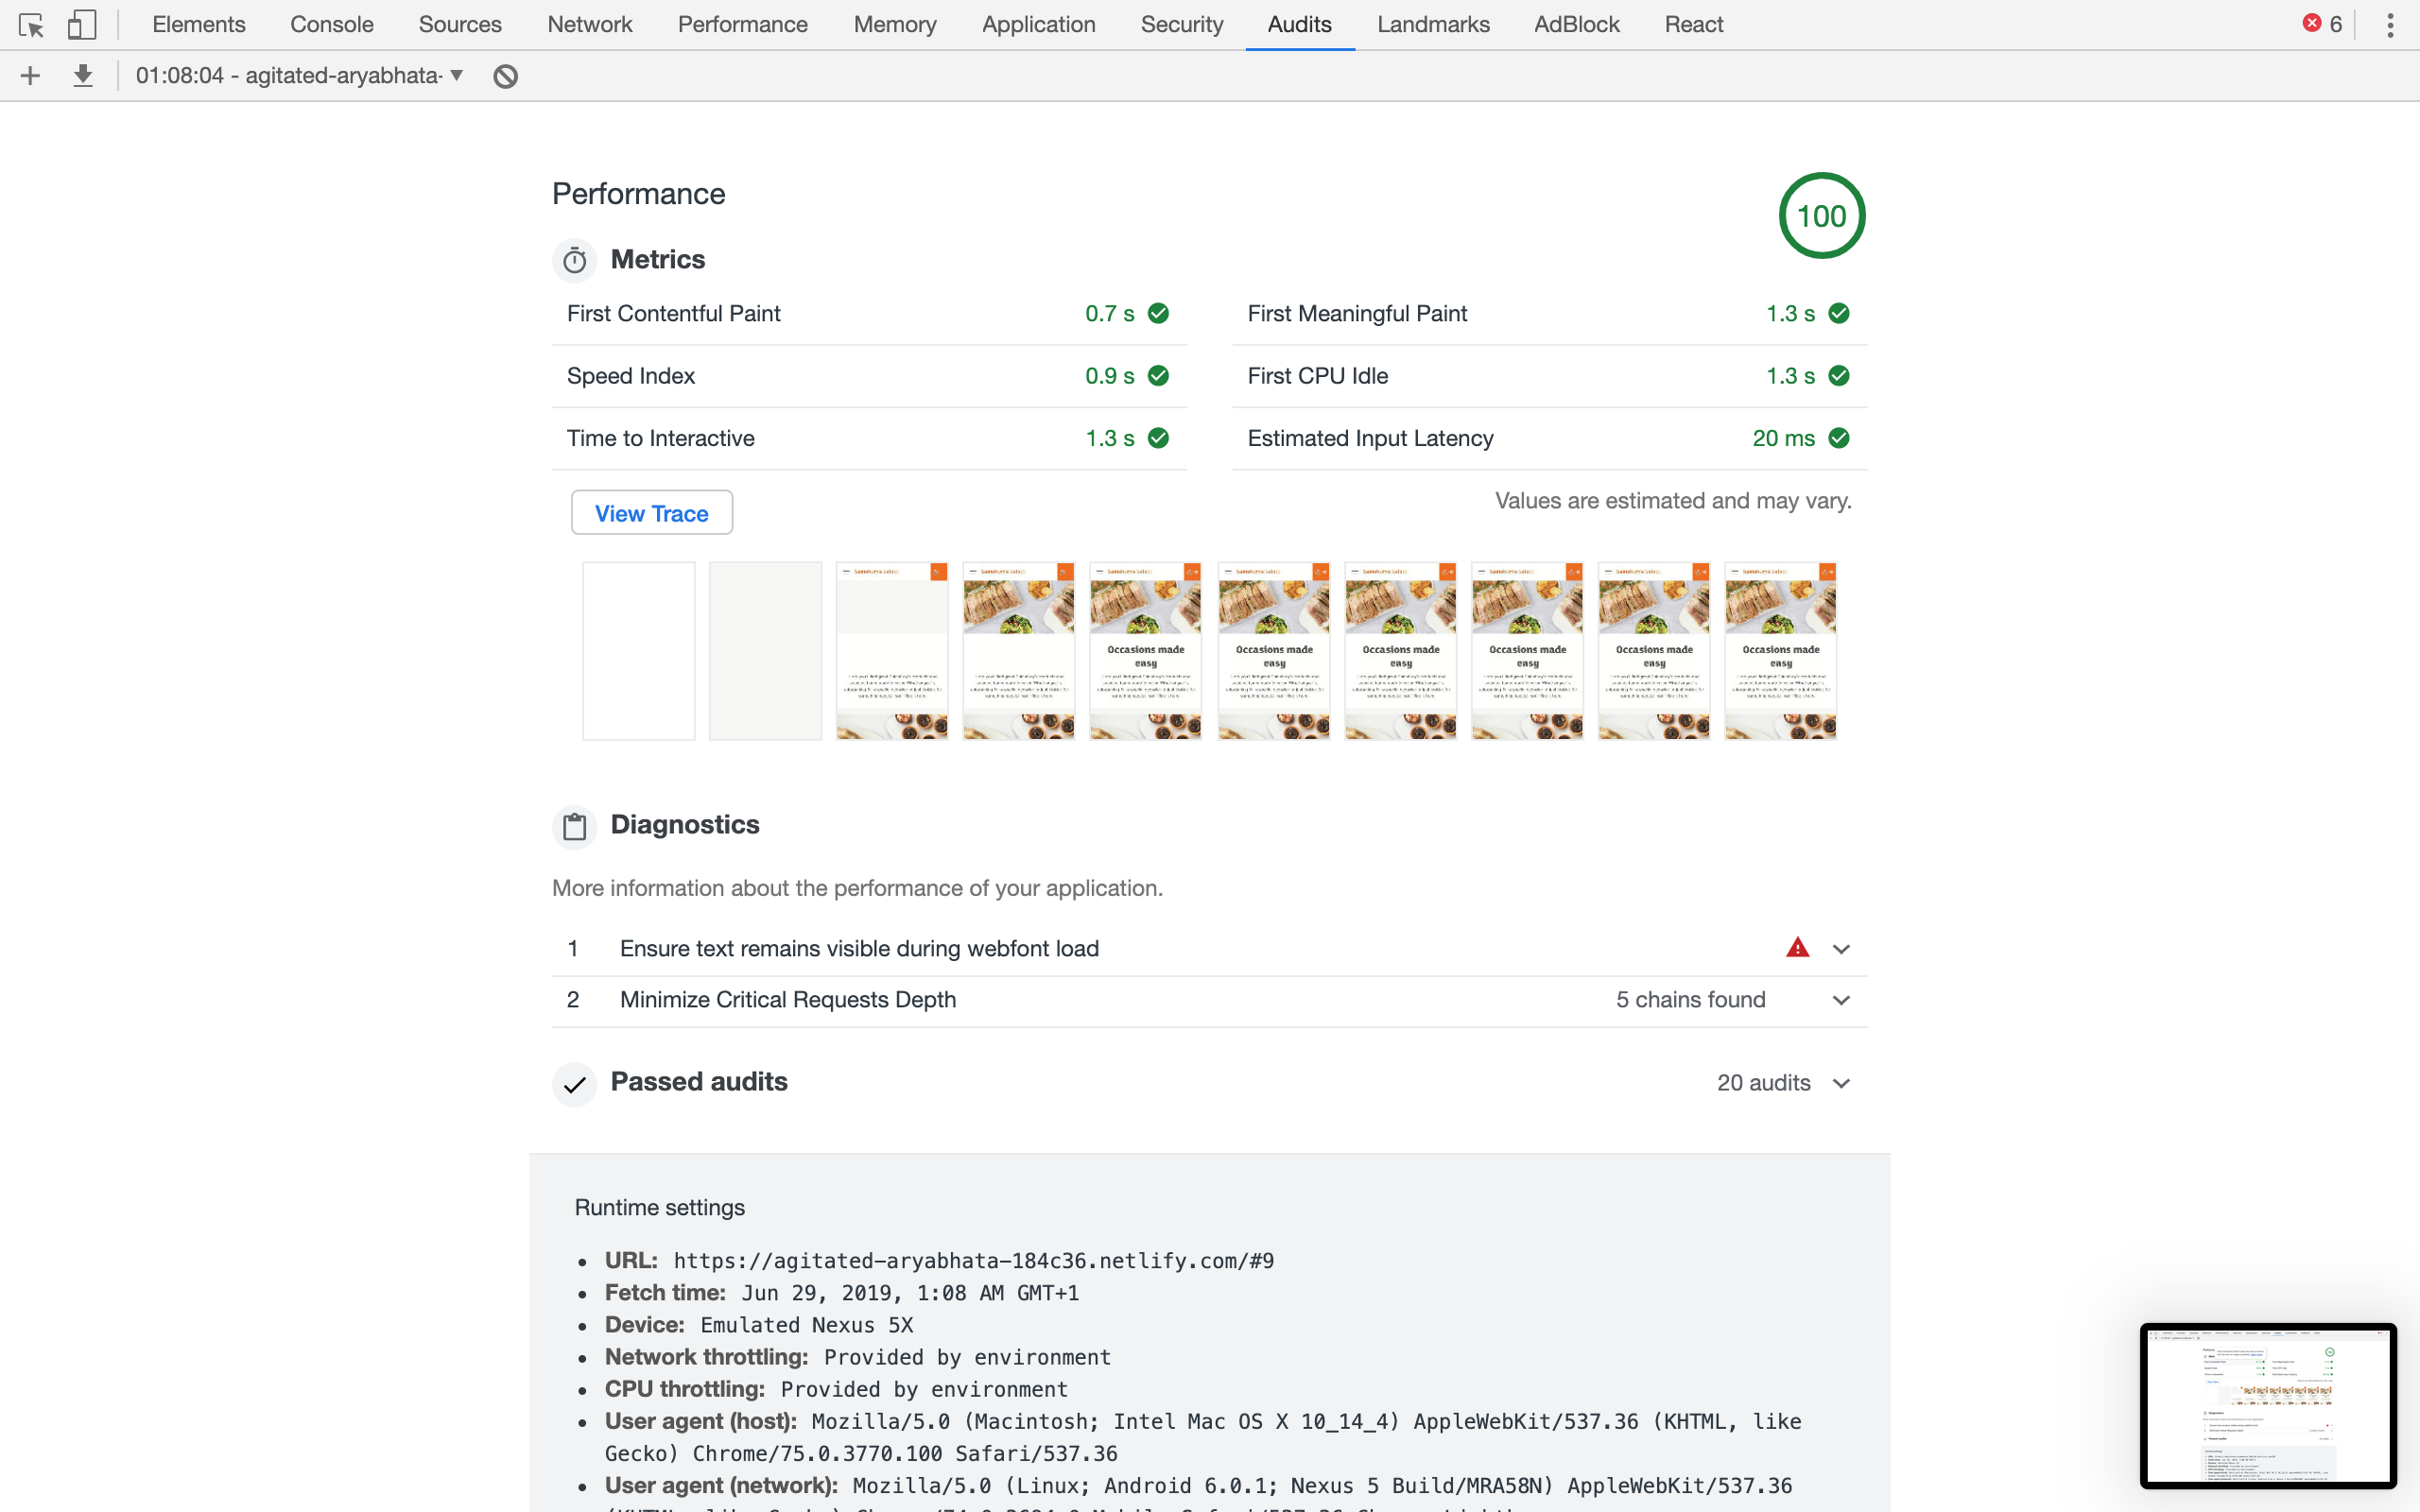 Elements Console Sources Network Performance Memory Application Security Audits Landmarks AdBlock React 6
01:08:04 - agitated-aryabhata-
Performance
100
Metrics
First Contentful Paint 0.7 s
First Meaningful Paint 1.3 s
Speed Index 0.9 s
First CPU Idle 1.3 s
Time to Interactive 1.3 s
Estimated Input Latency 20 ms
View Trace
Values are estimated and may vary.
Occasions made easy
Occasions made easy
Occasions made easy
Occasions made easy
Occasions made easy
Occasions made easy
Diagnostics
More information about the performance of your application.
1 Ensure text remains visible during webfont load
2 Minimize Critical Requests Depth 5 chains found
Passed audits 20 audits
Runtime settings
• URL: https://agitated-aryabhata-184c36.netlify.com/#9
• Fetch time: Jun 29, 2019, 1:08 AM GMT+1
• Device: Emulated Nexus 5X
• Network throttling: Provided by environment
• CPU throttling: Provided by environment
• User agent (host): Mozilla/5.0 (Macintosh; Intel Mac OS X 10_14_4) AppleWebKit/537.36 (KHTML, like
Gecko) Chrome/75.0.3770.100 Safari/537.36
• User agent (network): Mozilla/5.0 (Linux; Android 6.0.1; Nexus 5 Build/MRA58N) AppleWebKit/537.36